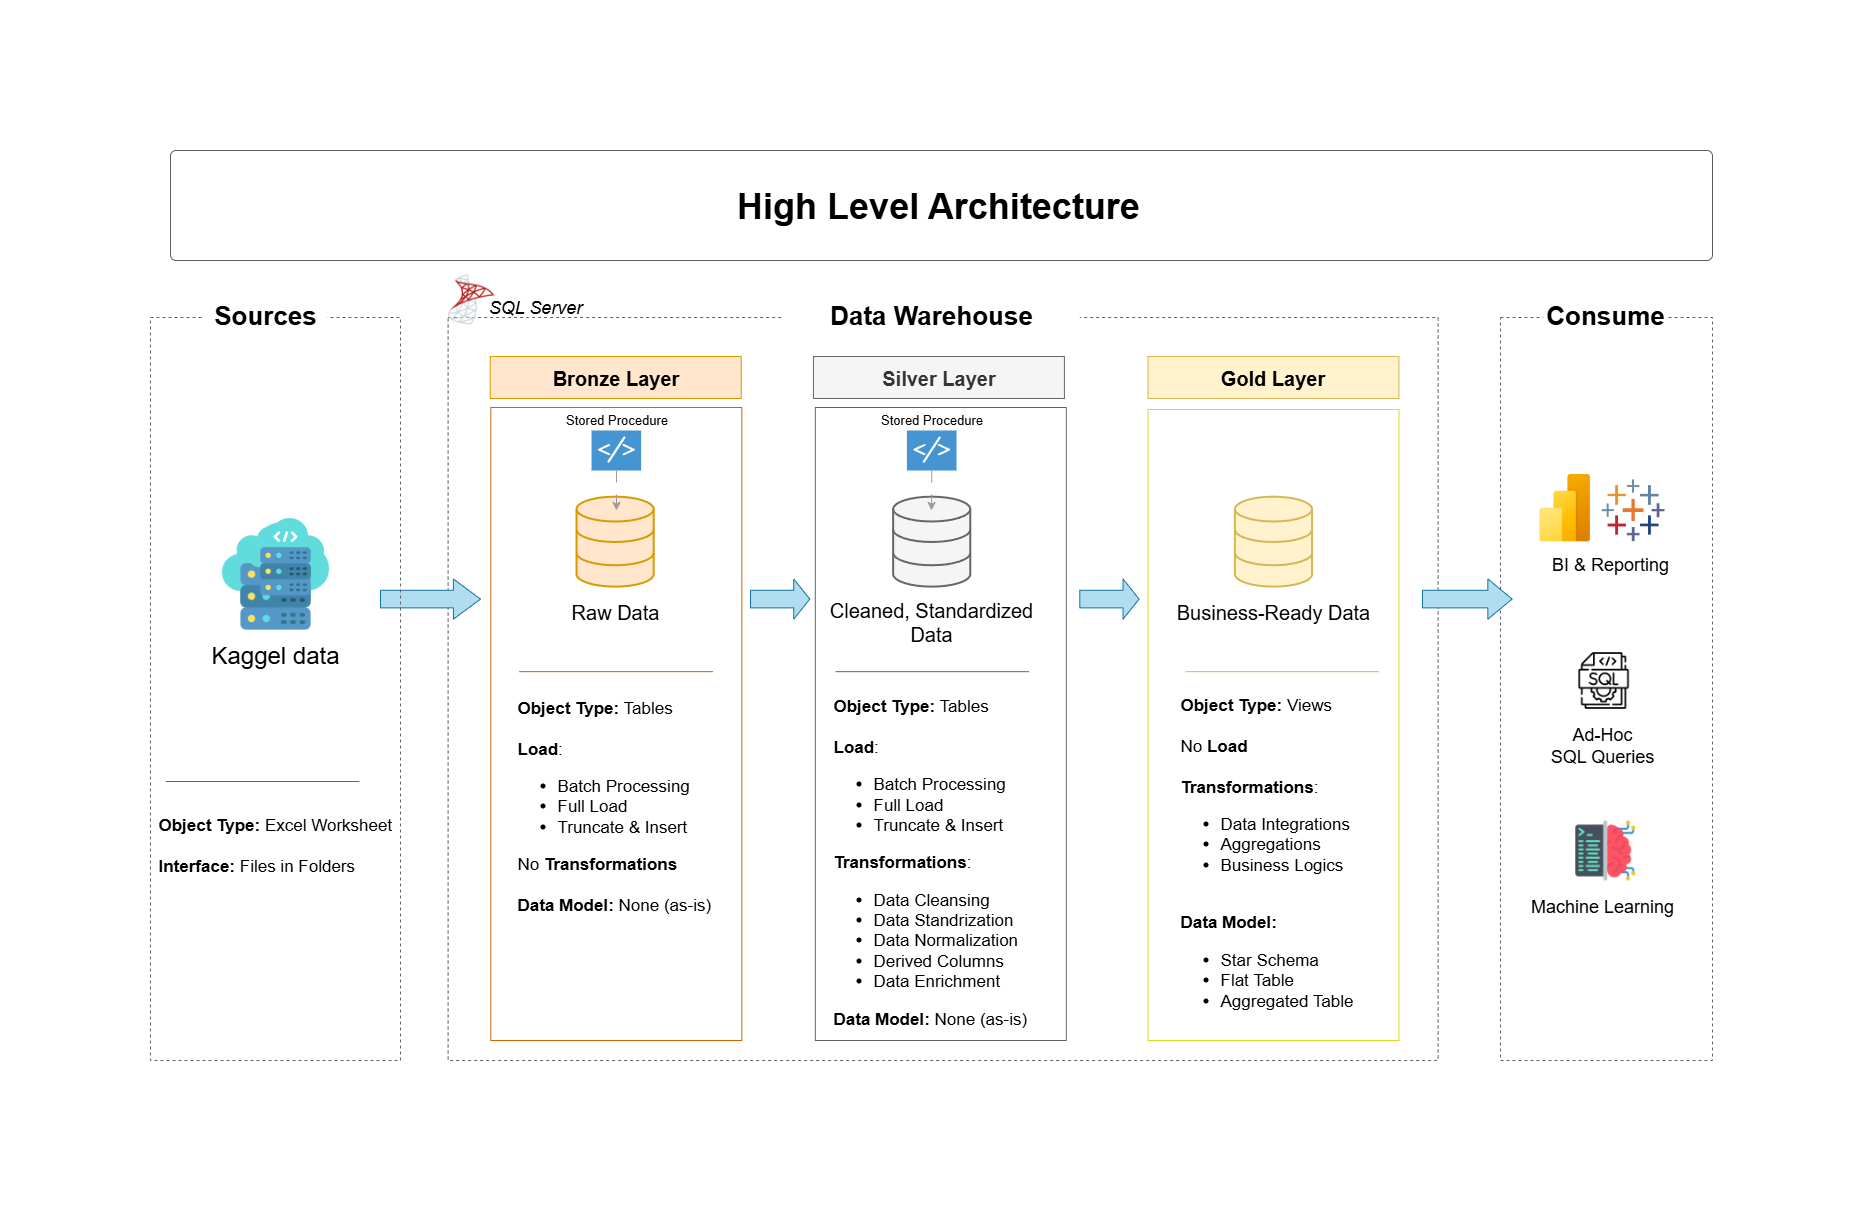 High Level Architecture
Sources
SQL Server
Data Warehouse
Consume
Kaggel data
Object Type: Excel Worksheet
Interface: Files in Folders
Bronze Layer
Stored Procedure
</>
Raw Data
Object Type: Tables
Load:
• Batch Processing
• Full Load
• Truncate & Insert
No Transformations
Data Model: None (as-is)
Silver Layer
Stored Procedure
</>
Cleaned, Standardized
Data
Object Type: Tables
Load:
• Batch Processing
• Full Load
• Truncate & Insert
Transformations:
• Data Cleansing
• Data Standrization
• Data Normalization
• Derived Columns
• Data Enrichment
Data Model: None (as-is)
Gold Layer
Business-Ready Data
Object Type: Views
No Load
Transformations:
• Data Integrations
• Aggregations
• Business Logics
Data Model:
• Star Schema
• Flat Table
• Aggregated Table
BI & Reporting
</>
SQL
Ad-Hoc
SQL Queries
Machine Learning